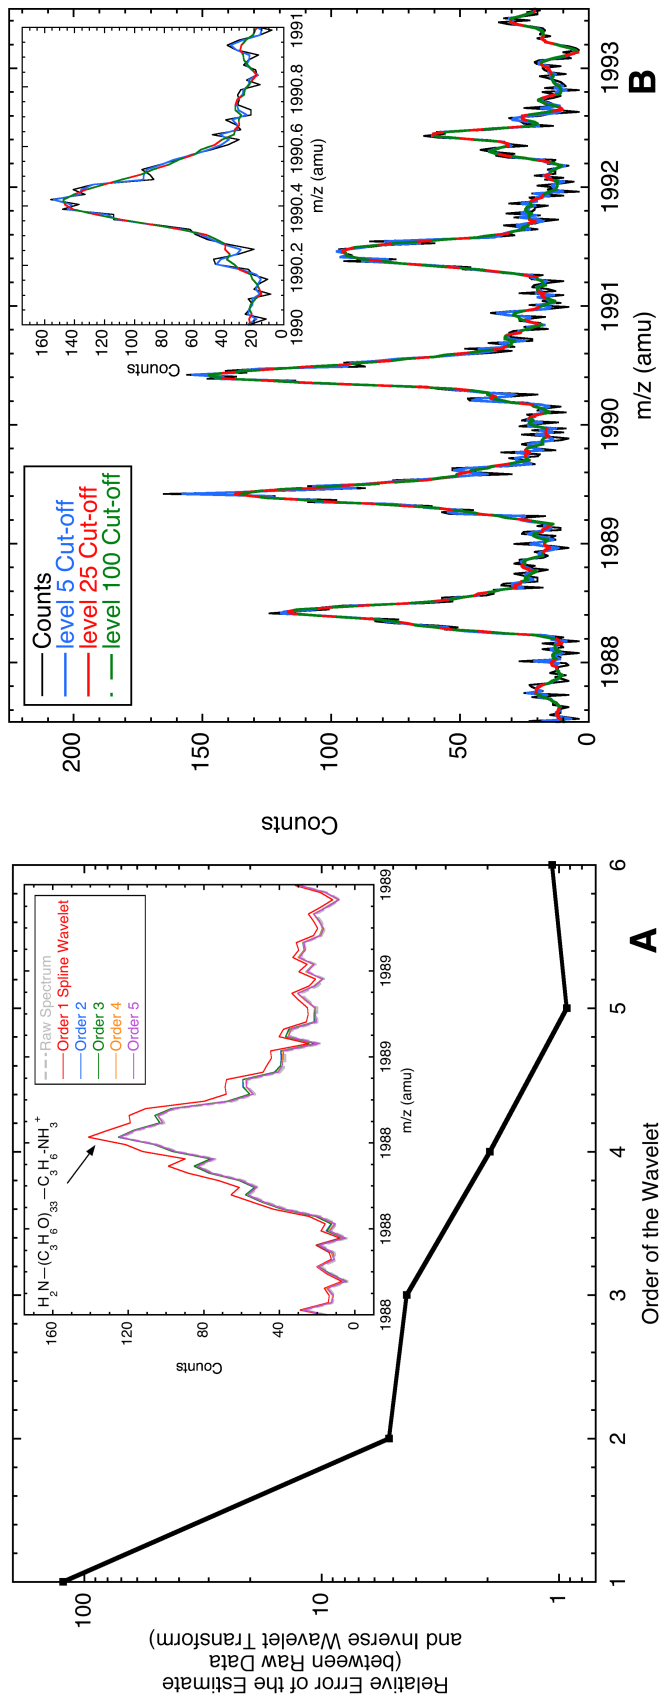 Relative Error of the Estimate
(between Raw Data
and Inverse Wavelet Transform)
100
10
1
1
2
3
4
5
6
Order of the Wavelet
A
H2N—(C3H6O)33—C3H6-NH3+
Raw Spectrum
Order 1 Spline Wavelet
Order 2
Order 3
Order 4
Order 5
Counts
160
120
80
40
0
1988
1988
1988
1989
1989
1989
m/z (amu)
Counts
200
150
100
50
0
1988
1989
1990
1991
1992
1993
m/z (amu)
B
Counts
level 5 Cut-off
level 25 Cut-off
level 100 Cut-off
Counts
160
140
120
100
80
60
40
20
0
1990
1990.2
1990.4
1990.6
1990.8
1991
m/z (amu)